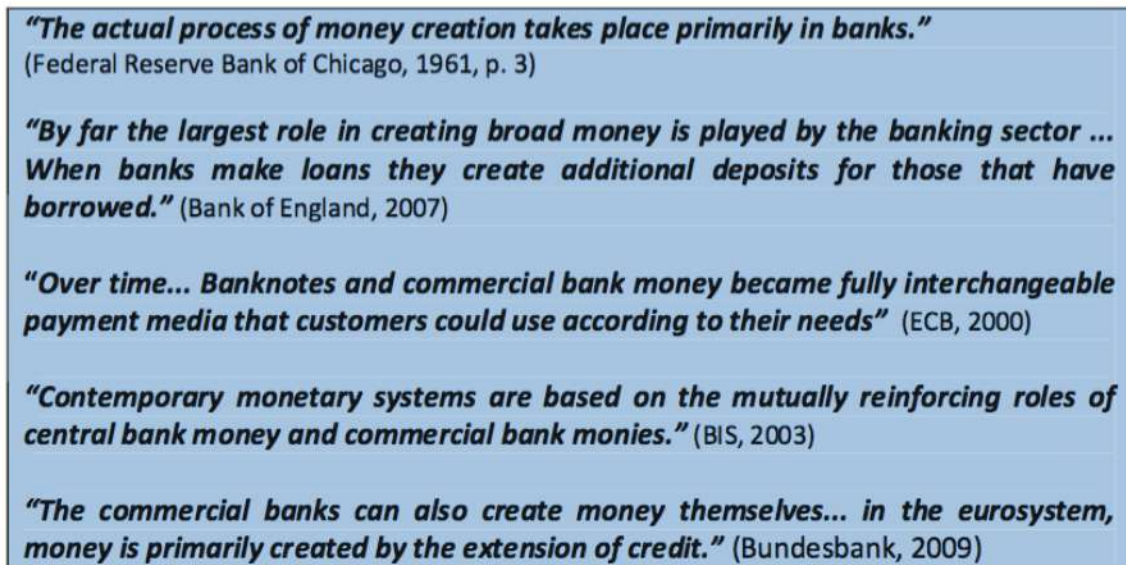 “The actual process of money creation takes place primarily in banks.”
(Federal Reserve Bank of Chicago, 1961, p. 3)
“By far the largest role in creating broad money is played by the banking sector ...
When banks make loans they create additional deposits for those that have
borrowed.” (Bank of England, 2007)
“Over time... Banknotes and commercial bank money became fully interchangeable
payment media that customers could use according to their needs” (ECB, 2000)
“Contemporary monetary systems are based on the mutually reinforcing roles of
central bank money and commercial bank monies.” (BIS, 2003)
“The commercial banks can also create money themselves... in the eurosystem,
money is primarily created by the extension of credit.” (Bundesbank, 2009)